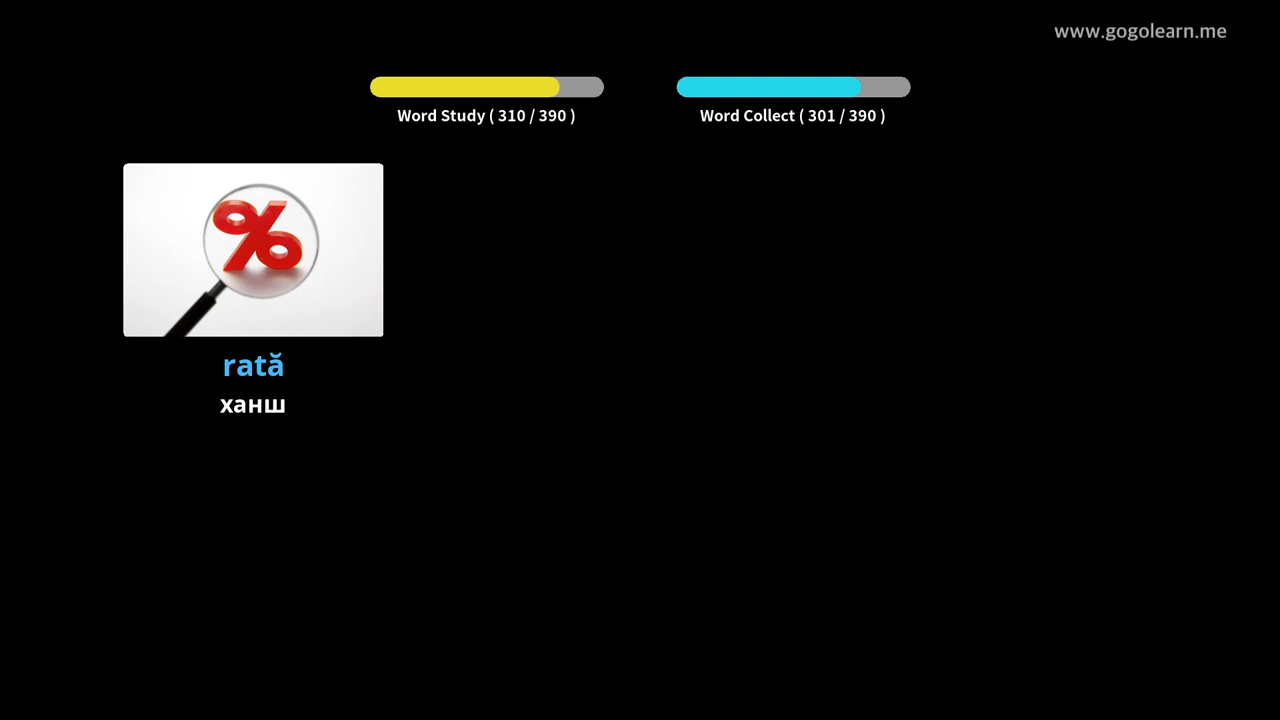 www.gogolearn.me
Word Study ( 310 / 390 )
Word Collect ( 301 / 390 )
%
rată
ханш